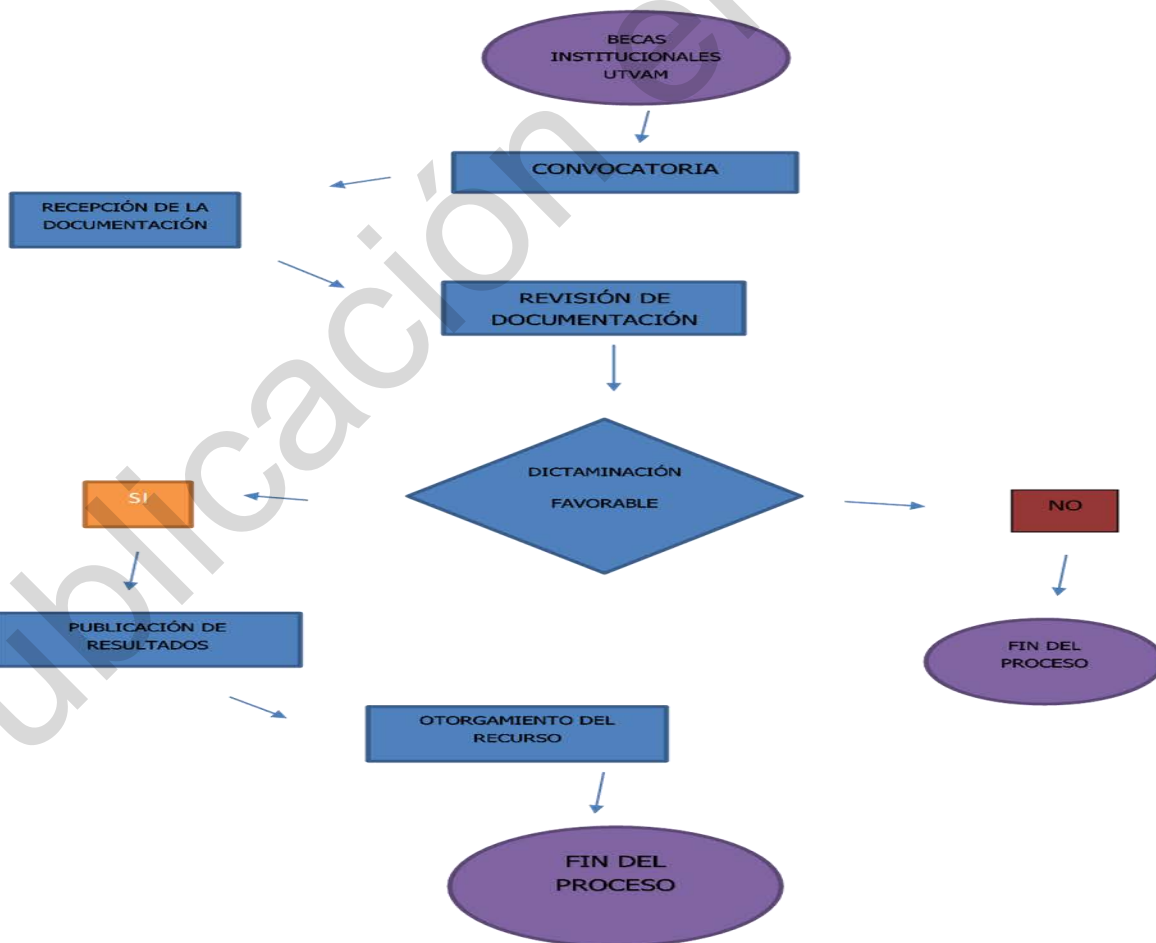 BECAS
INSTITUCIONALES
UTVAM
CONVOCATORIA
RECEPCIÓN DE LA
DOCUMENTACIÓN
REVISIÓN DE
DOCUMENTACIÓN
DICTAMINACIÓN
FAVORABLE
SI
NO
PUBLICACIÓN DE
RESULTADOS
FIN DEL
PROCESO
OTORGAMIENTO DEL
RECURSO
FIN DEL
PROCESO
ublicación e